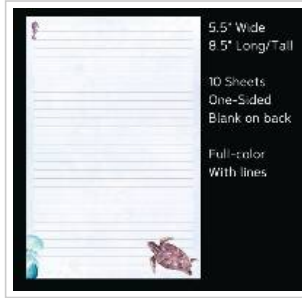 5.5" Wide
8.5" Long/Tall
10 Sheets
One-Sided
Blank on back
Full-color
With lines